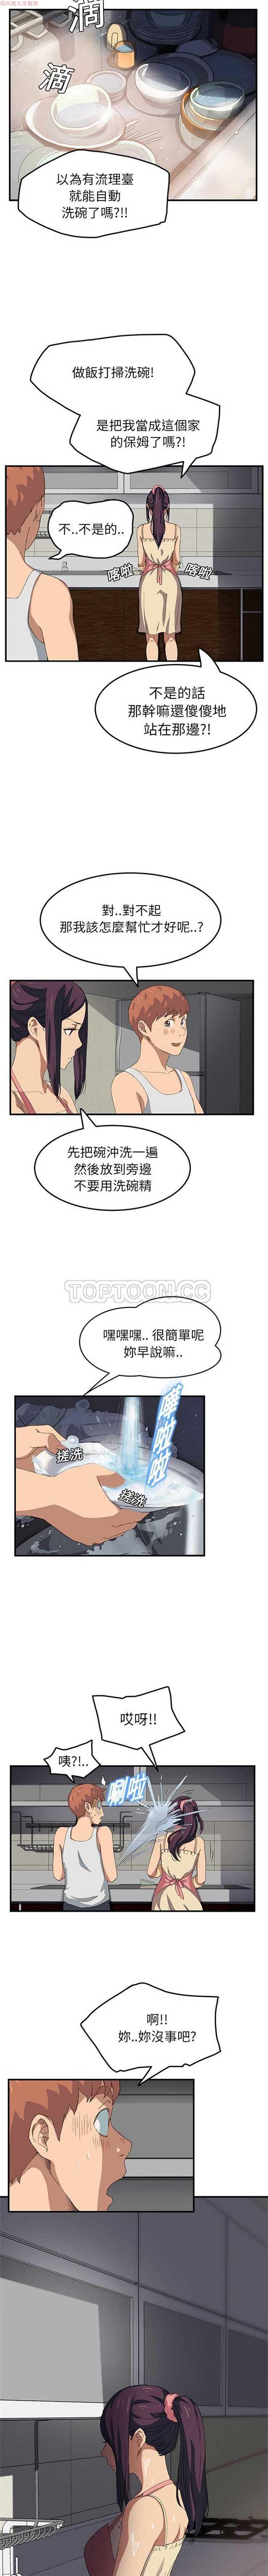 滴
滴
以為有流理臺
就能自動
洗碗了嗎?!!
做飯打掃洗碗!
是把我當成這個家
的保姆了嗎?!
不..不是的..
喀啦
喀啦
不是的話
那幹嘛還傻傻地
站在那邊?!
對..對不起
那我該怎麼幫忙才好呢..?
先把碗沖洗一遍
然後放到旁邊
不要用洗碗精
TOPTOON.CC
嘿嘿嘿.. 很簡單呢
妳早說嘛..
搓洗
搓洗
哎呀!!
咦?!..
唰啦
啊!!
妳..妳沒事吧?